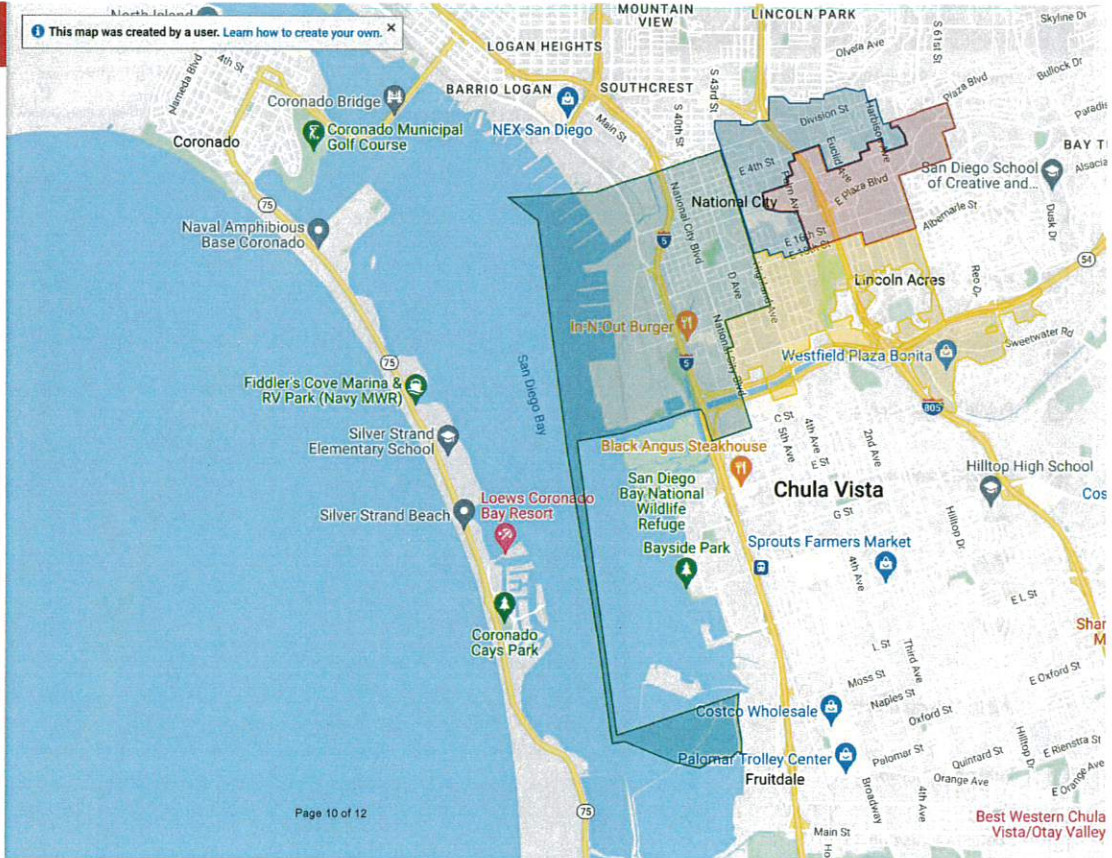 North Island
This map was created by a user. Learn how to create your own. ×
MOUNTAIN
VIEW
LINCOLN PARK
S 61st St
Skyline Dr
Olvera Ave
Bullock Dr
4th St
Alameda Blvd
LOGAN HEIGHTS
BARRIO LOGAN
SOUTHCREST
S 43rd St
S 40th St
Plaza Blvd
Coronado Bridge
NEX San Diego
Main St
Division St
Harbison Ave
Euclid Ave
Coronado
Coronado Municipal
Golf Course
E 4th St
San Diego School
of Creative and...
National City
E Plaza Blvd
75
Naval Amphibious
Base Coronado
National City Blvd
5
E 16th St
E 18th St
Albemarle St
Dusk Dr
54
D Ave
Highland Ave
Lincoln Acres
Reo Dr
In-N-Out Burger
National City Blvd
Sweetwater Rd
Westfield Plaza Bonita
75
5
San Diego Bay
Fiddler's Cove Marina &
RV Park (Navy MWR)
805
Silver Strand
Elementary School
C St
5th Ave
4th Ave
E St
2nd Ave
Black Angus Steakhouse
Hilltop High School
San Diego
Bay National
Wildlife
Refuge
Chula Vista
Loews Coronado
Bay Resort
Silver Strand Beach
G St
Hilltop Dr
Bayside Park
Sprouts Farmers Market
4th Ave
Coronado
Cays Park
E L St
L St
Third Ave
Moss St
Naples St
E Oxford St
Costco Wholesale
Oxford St
Palomar Trolley Center
Palomar St
Quintard St
Hilltop Dr
E Rienstra St
Fruitdale
Orange Ave
E Orange Ave
Broadway
4th Ave
Page 10 of 12
75
Main St
Best Western Chula
Vista/Otay Valley